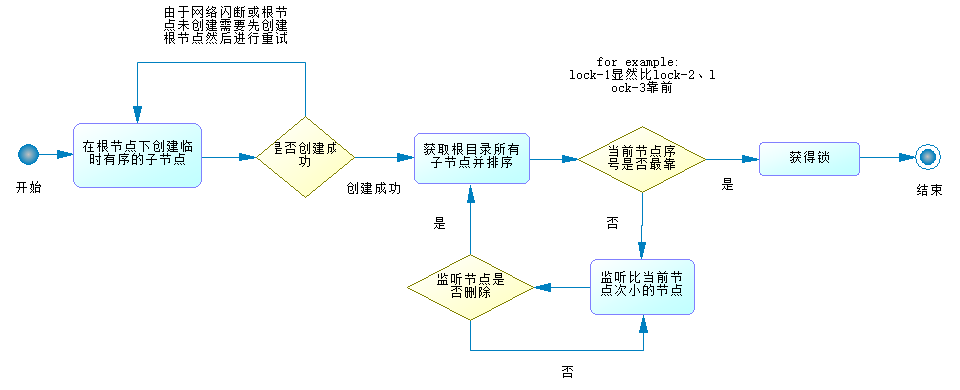 由于网络闪断或根节
点未创建需要先创建
根节点然后进行重试
for example:
lock-1显然比lock-2、l
ock-3靠前
在根节点下创建临
时有序的子节点
是否创建成
功
获取根目录所有
子节点并排序
当前节点序
号是否最靠
获得锁
开始
创建成功
是
结束
是
否
监听节点是
否删除
监听比当前节
点次小的节点
否